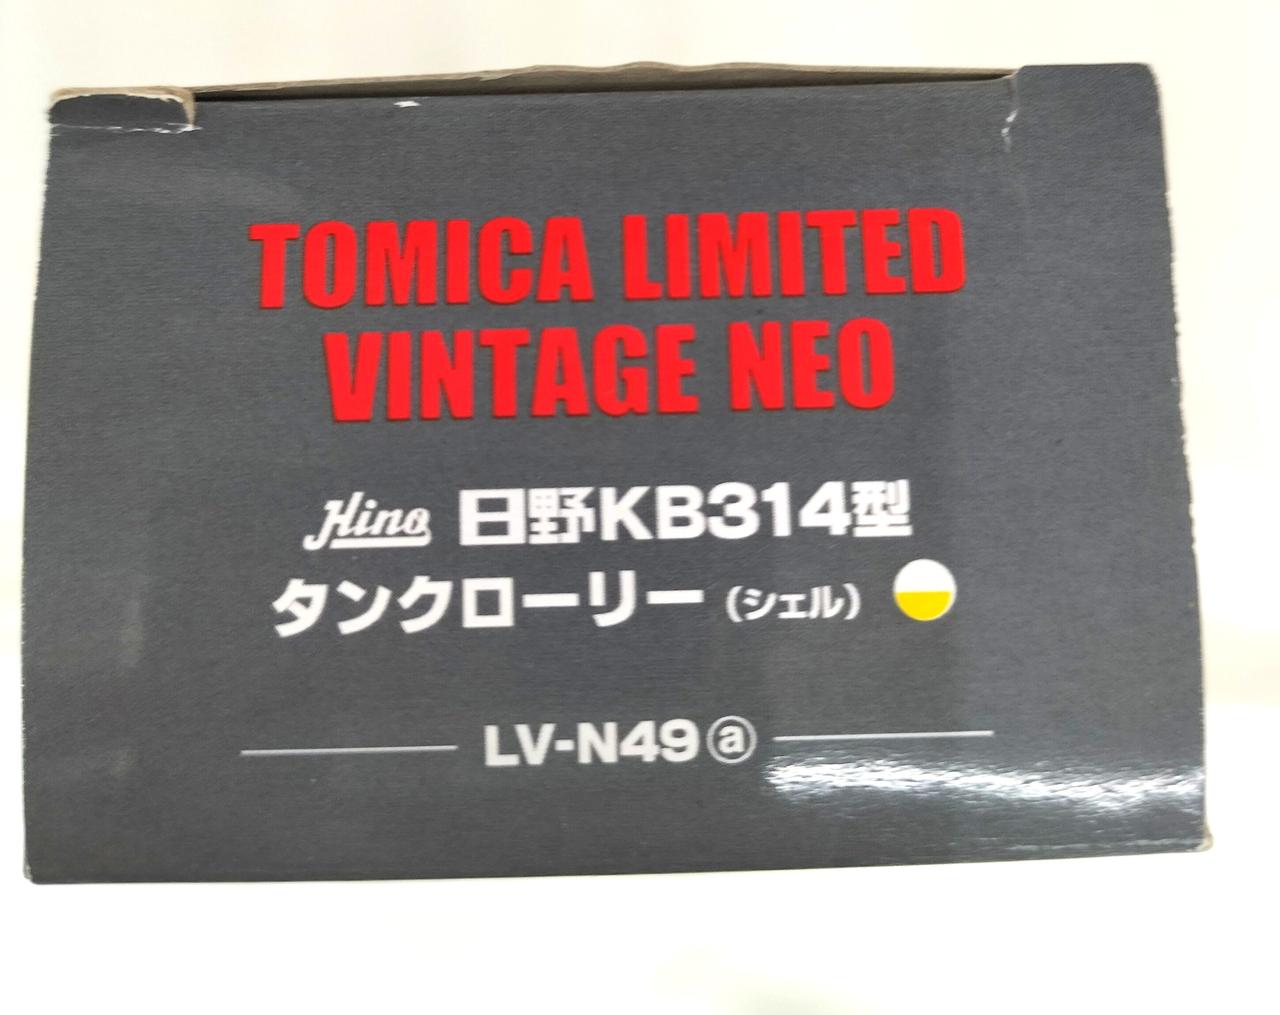 TOMICA LIMITED
VINTAGE NEO
Hino 日野KB314型
タンクローリー (シェル)
LV-N49ⓐ